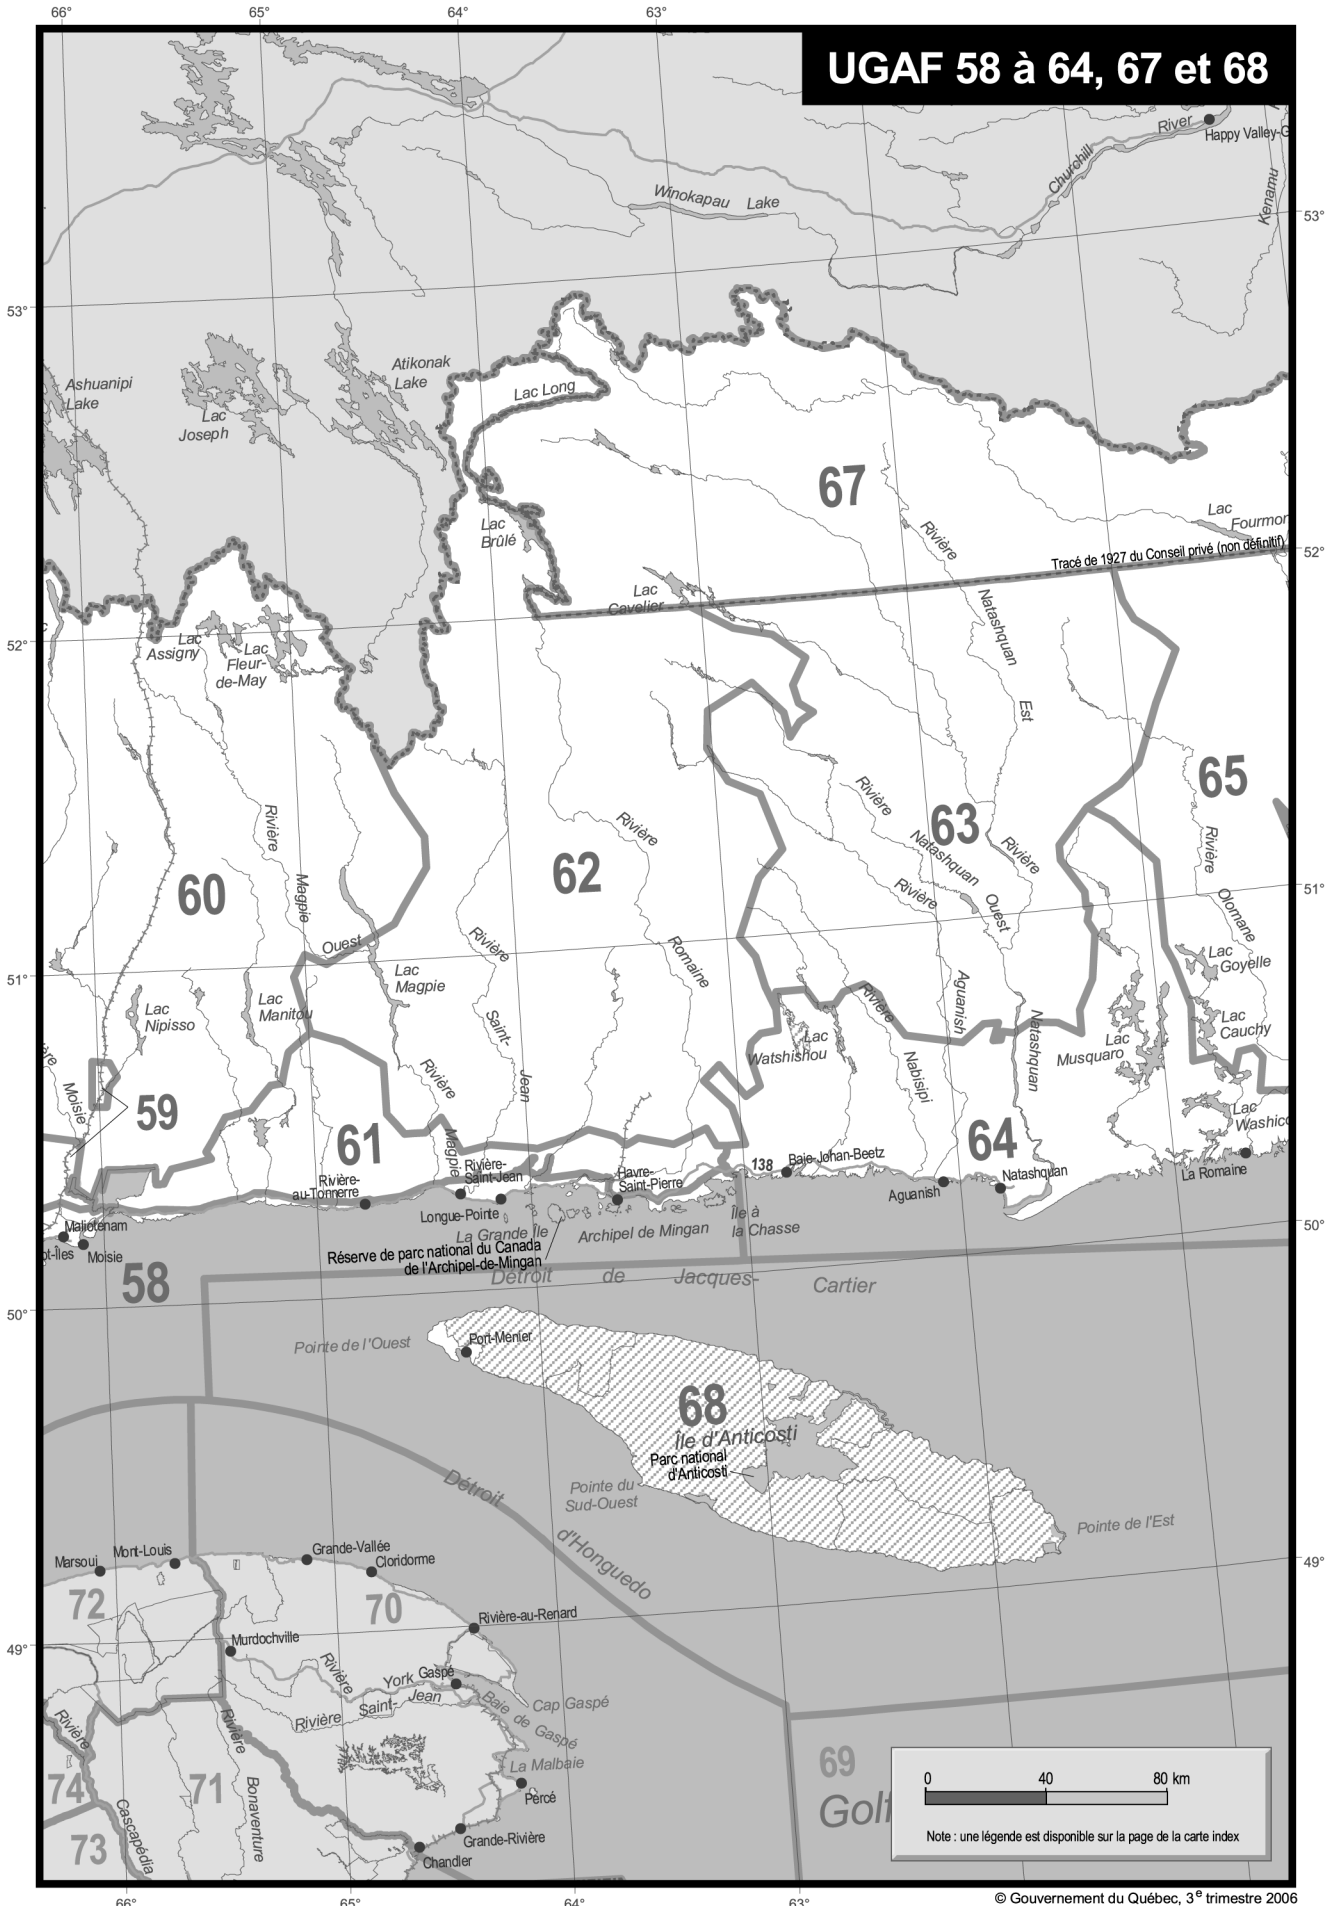 66°
65°
64°
63°
UGAF 58 à 64, 67 et 68
River
Happy Valley-G
Churchill
Kenamu
Winokapau Lake
53°
53°
Atikonak
Lake
Ashuanipi
Lake
Lac
Joseph
Lac Long
67
Lac
Brûlé
Rivière
Natashquan
Est
Lac
Fourmon
52°
Tracé de 1927 du Conseil privé (non définitif)
Lac
Cavelier
52°
c
Lac
Assigny
Lac
Fleur-
de-May
65
Rivière
Olomane
Rivière
Magpie
Ouest
62
Rivière
Romaine
Rivière
Natashquan
Ouest
63
Rivière
Natashquan
Rivière
Aguanish
60
51°
51°
Rivière
Saint-
Jean
Lac
Magpie
Rivière
Magpie
Lac
Manitou
Lac
Nipisso
Lac
Goyelle
Lac
Cauchy
Lac
Musquaro
Lac
Watshishou
Rivière
Nabisipi
ière
Moisie
59
61
64
Lac
Washico
138
Baie-Johan-Beetz
Rivière-
Saint-Jean
Havre-
Saint-Pierre
Rivière-
au-Tonnerre
Longue-Pointe
Aguanish
Natashquan
La Romaine
Maliotenam
pt-Îles
Moisie
La Grande Île
Archipel de Mingan
Île à
la Chasse
50°
Réserve de parc national du Canada
de l'Archipel-de-Mingan
58
Détroit de Jacques-Cartier
50°
Pointe de l'Ouest
Port-Menier
68
Île d'Anticosti
Parc national
d'Anticosti
Pointe du
Sud-Ouest
Pointe de l'Est
Détroit
d'Honguedo
49°
Marsoui
Mont-Louis
Grande-Vallée
Cloridorme
72
70
Rivière-au-Renard
49°
Murdochville
Rivière
York
Gaspé
Rivière Saint-Jean
Baie de Gaspé
Cap Gaspé
La Malbaie
Percé
Rivière
Cascapédia
Rivière
Bonaventure
74
71
73
Grande-Rivière
Chandler
69
Golf
0
40
80 km
Note : une légende est disponible sur la page de la carte index
66°
65°
64°
63°
© Gouvernement du Québec, 3e trimestre 2006